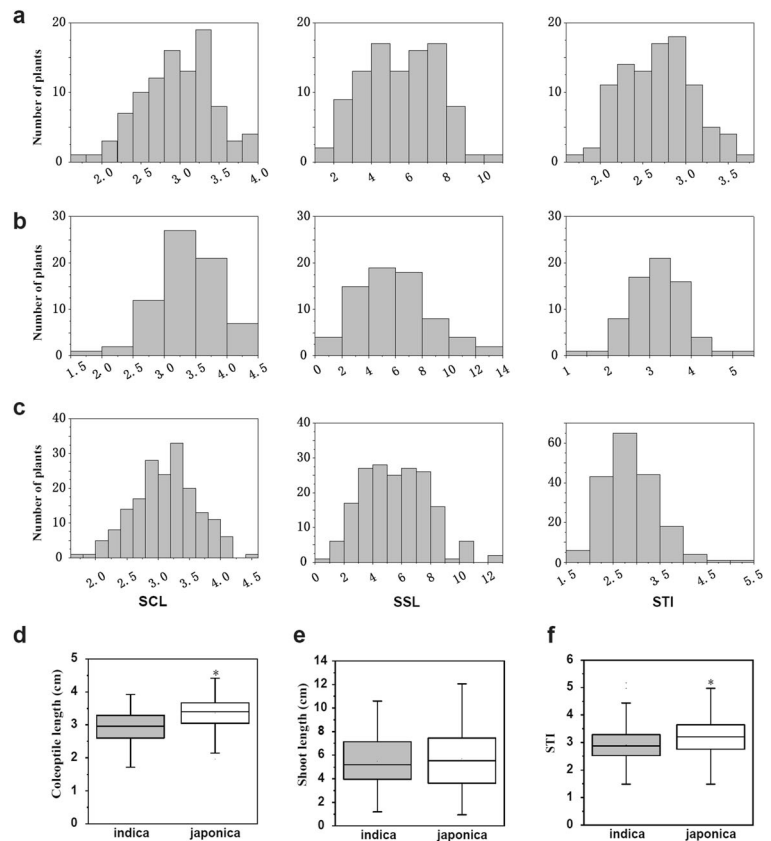 a
20
10
0
Number of plants
2.0 2.5 3.0 3.5 4.0
20
10
0
2 4 6 8 10
20
10
0
2.0 2.5 3.0 3.5
b
30
20
10
0
Number of plants
1.5 2.0 2.5 3.0 3.5 4.0 4.5
30
20
10
0
0 2 4 6 8 10 12 14
30
20
10
0
1 2 3 4 5
c
40
30
20
10
0
Number of plants
2.0 2.5 3.0 3.5 4.0 4.5
SCL
40
30
20
10
0
0 2 4 6 8 10 12
SSL
60
40
20
0
1.5 2.5 3.5 4.5 5.5
STI
d
5
4
3
2
1
0
Coleoptile length (cm)
*
indica japonica
e
14
12
10
8
6
4
2
0
Shoot length (cm)
indica japonica
f
6
5
4
3
2
1
0
STI
*
indica japonica